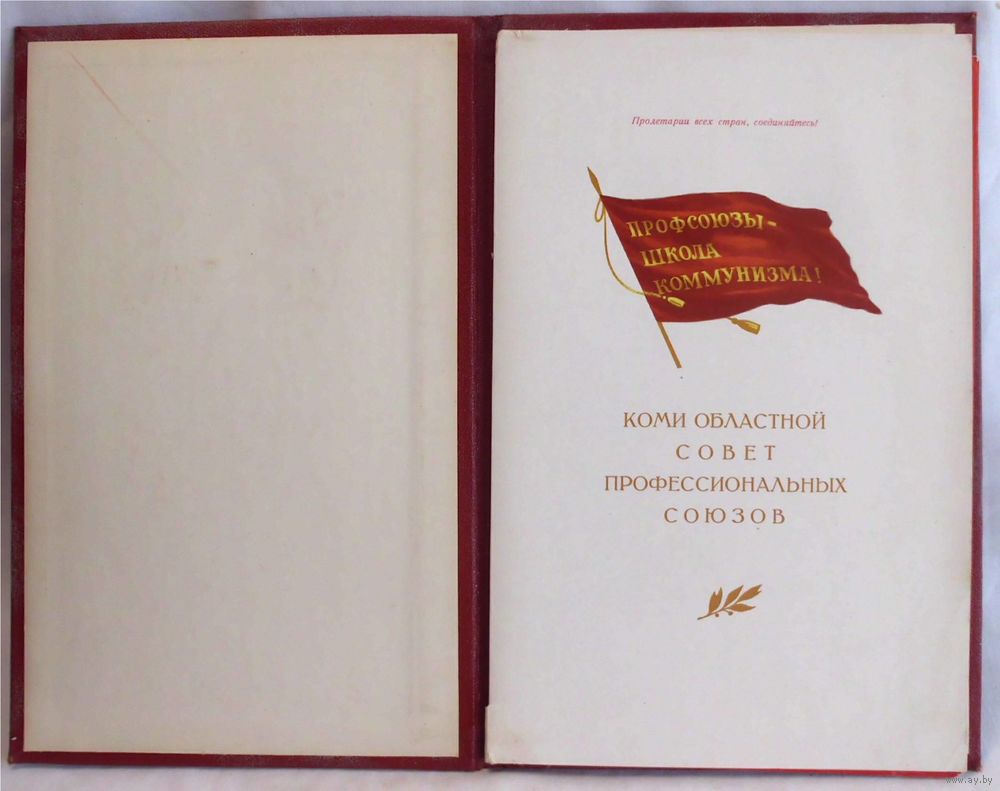 Пролетарии всех стран, соединяйтесь!
ПРОФСОЮЗЫ-
ШКОЛА
КОММУНИЗМА!
КОМИ ОБЛАСТНОЙ
СОВЕТ
ПРОФЕССИОНАЛЬНЫХ
СОЮЗОВ
www.ay.by